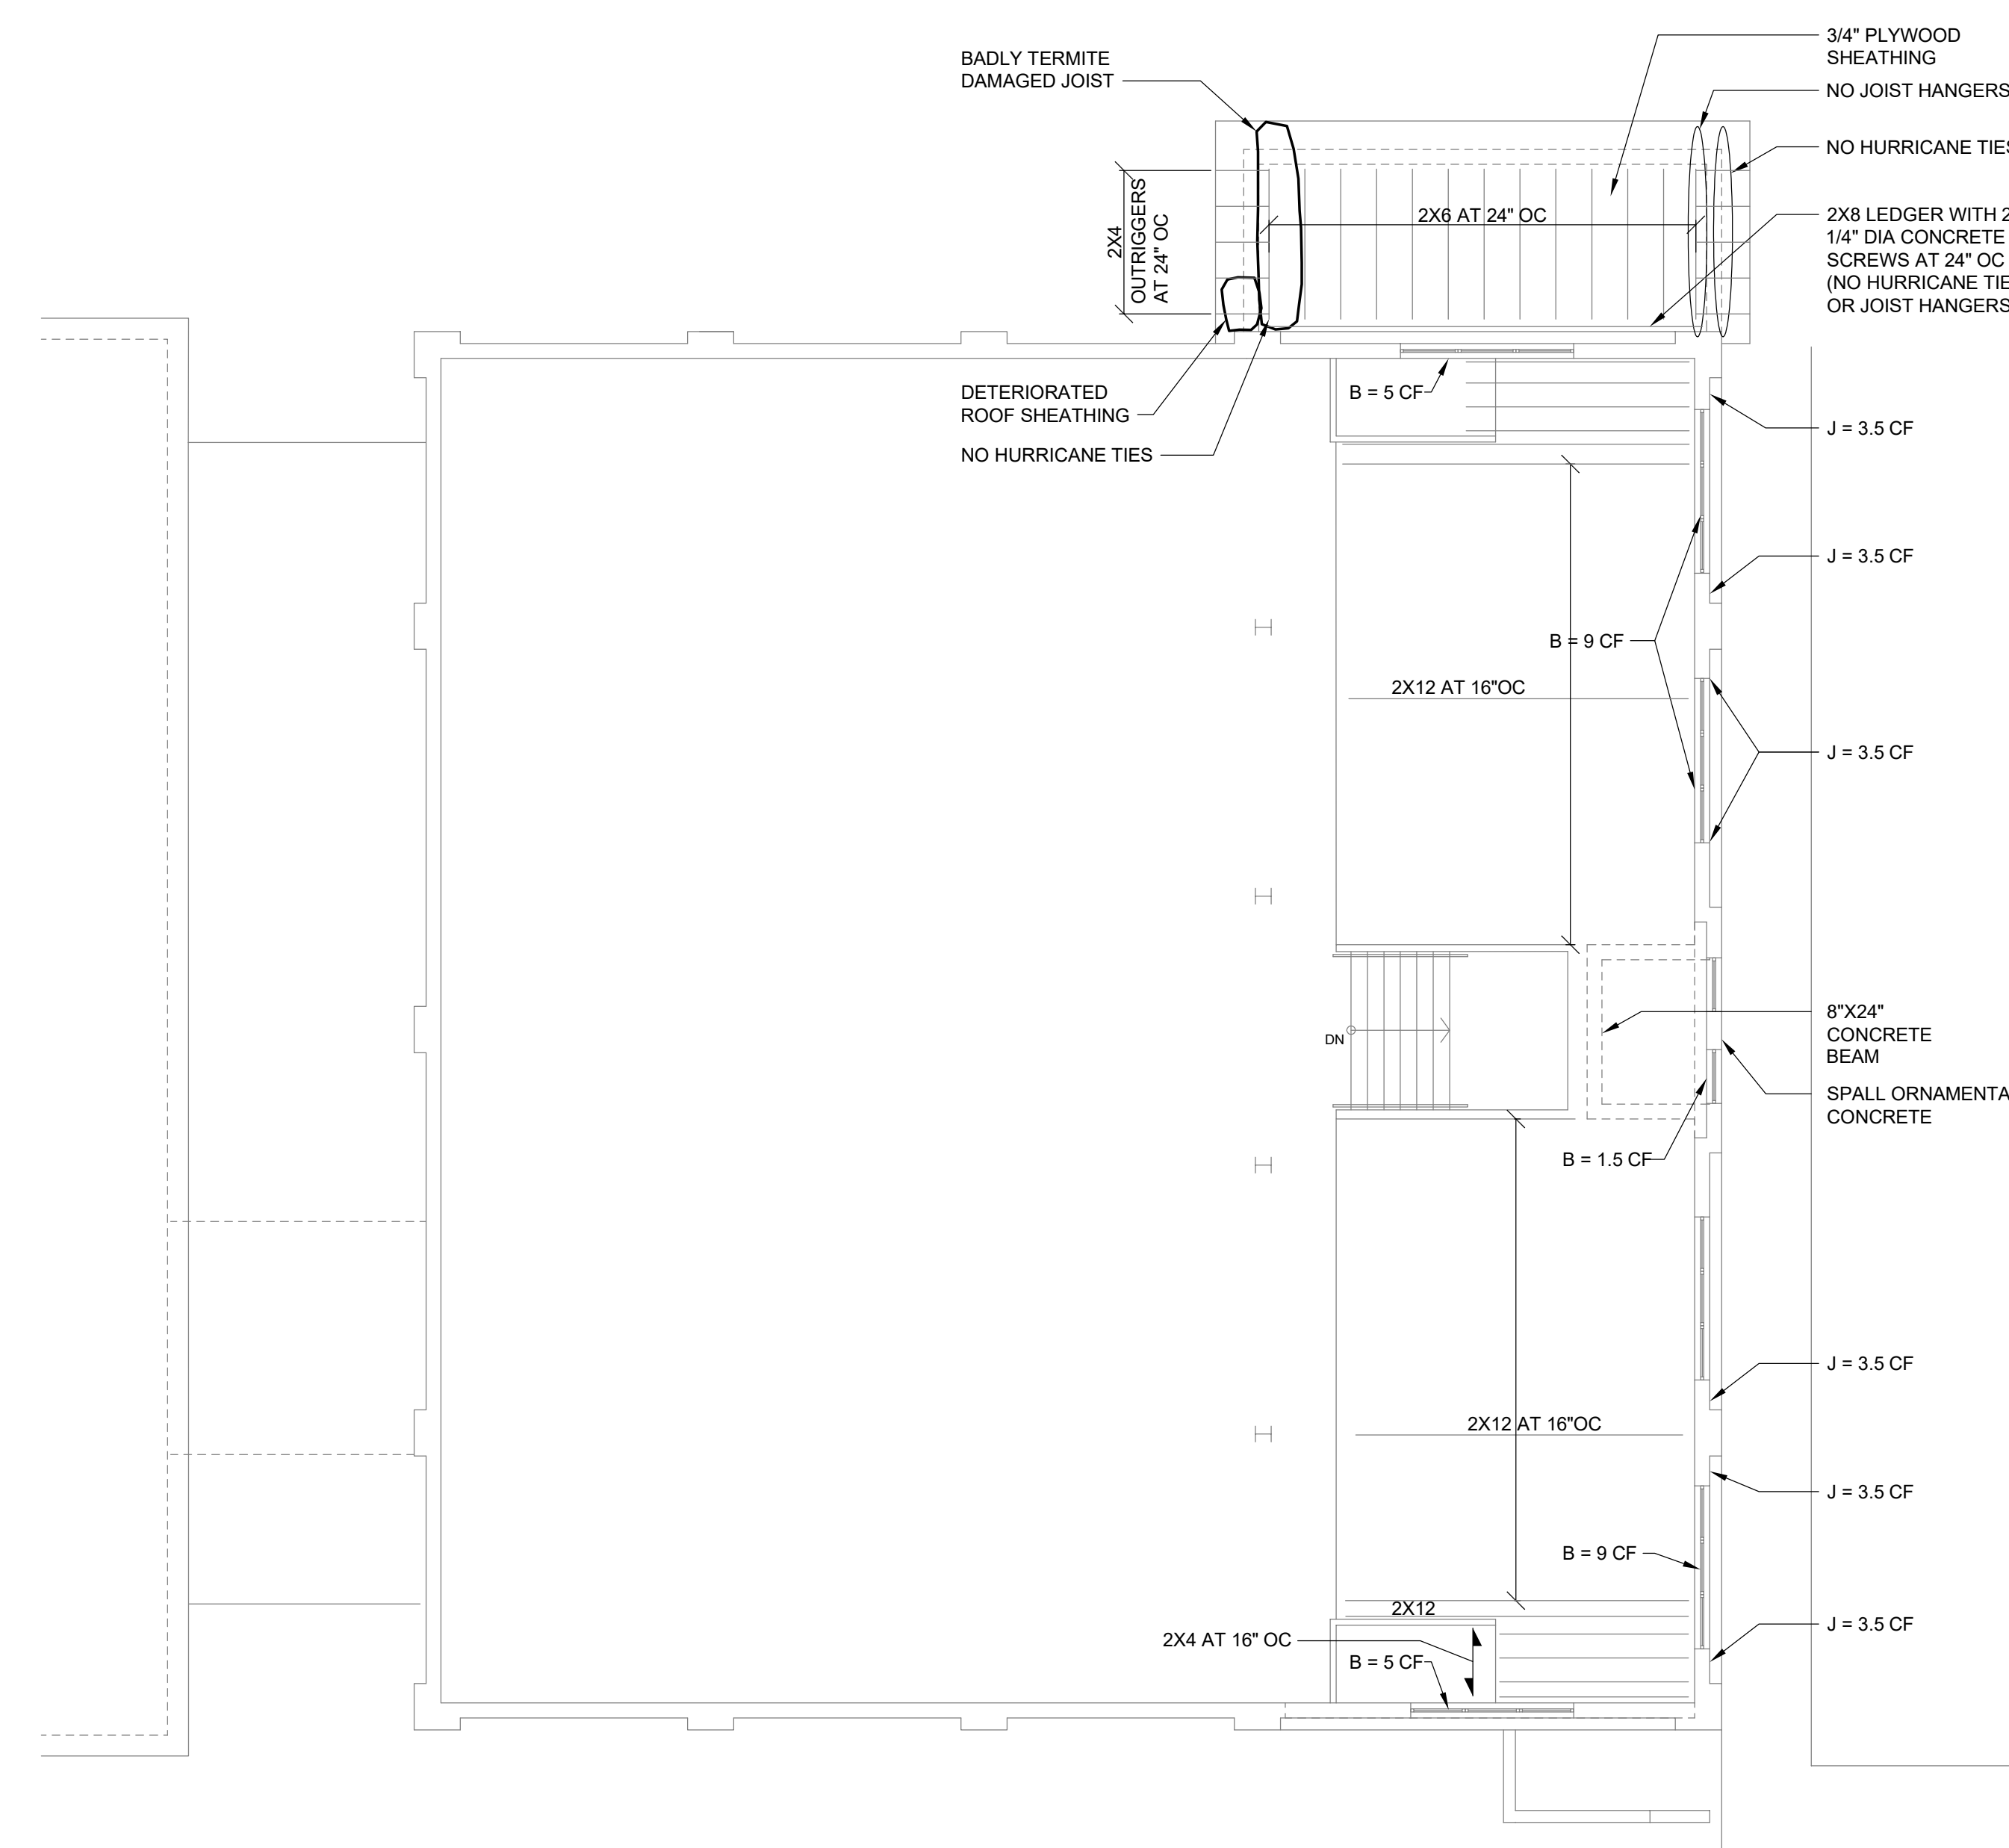 BADLY TERMITE
DAMAGED JOIST
3/4" PLYWOOD
SHEATHING
NO JOIST HANGERS
NO HURRICANE TIES
2X4
OUTRIGGERS
AT 24" OC
2X6 AT 24" OC
2X8 LEDGER WITH 2
1/4" DIA CONCRETE
SCREWS AT 24" OC
(NO HURRICANE TIE
OR JOIST HANGERS
DETERIORATED
ROOF SHEATHING
NO HURRICANE TIES
B = 5 CF
J = 3.5 CF
J = 3.5 CF
B = 9 CF
2X12 AT 16"OC
J = 3.5 CF
DN
8"X24"
CONCRETE
BEAM
SPALL ORNAMENTA
CONCRETE
B = 1.5 CF
J = 3.5 CF
2X12 AT 16"OC
J = 3.5 CF
B = 9 CF
2X12
J = 3.5 CF
2X4 AT 16" OC
B = 5 CF